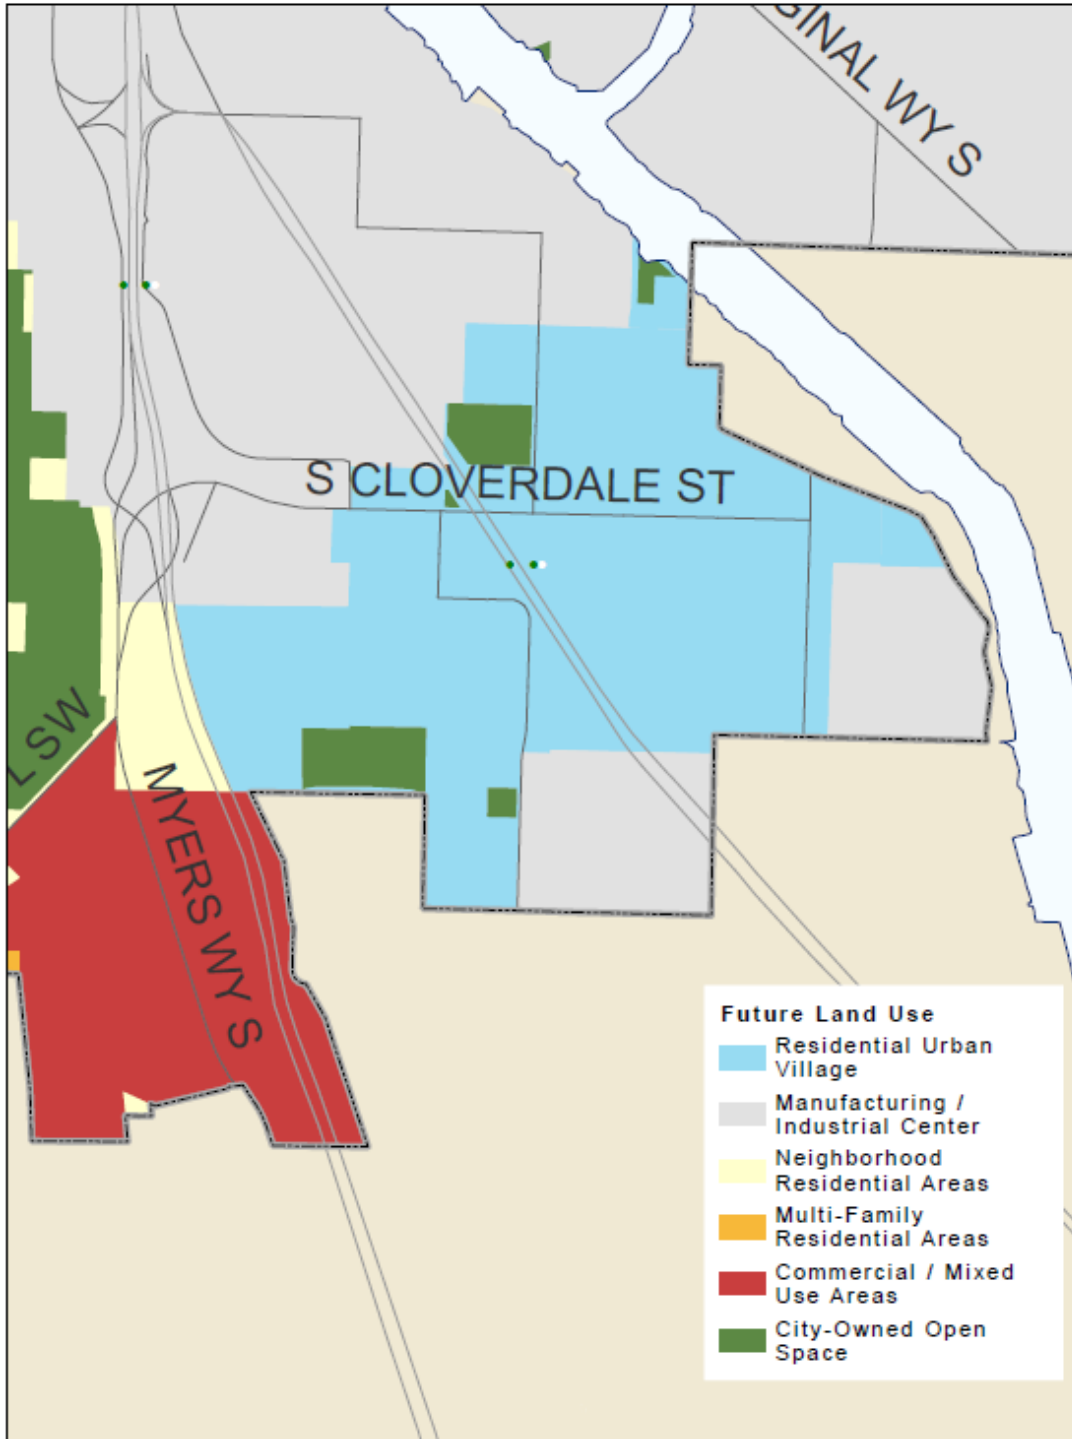 GINAL WY S
S CLOVERDALE ST
L SW
MYERS WY S
Future Land Use
Residential Urban
Village
Manufacturing /
Industrial Center
Neighborhood
Residential Areas
Multi-Family
Residential Areas
Commercial / Mixed
Use Areas
City-Owned Open
Space